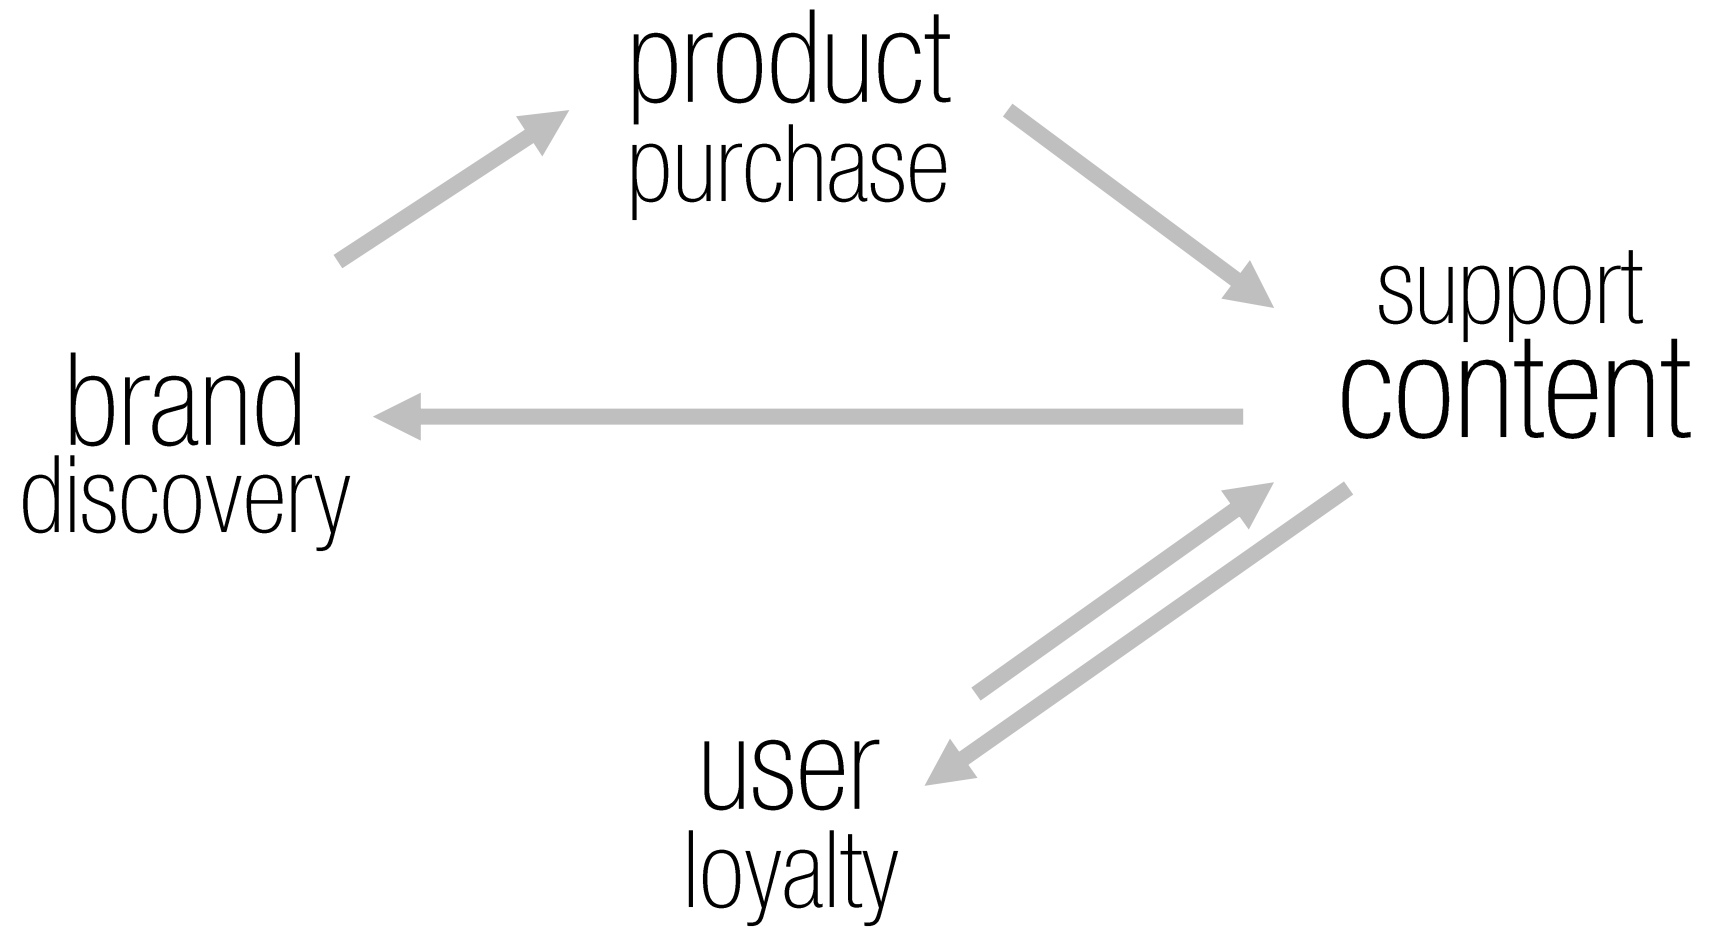 product
purchase
support
content
brand
discovery
user
loyalty